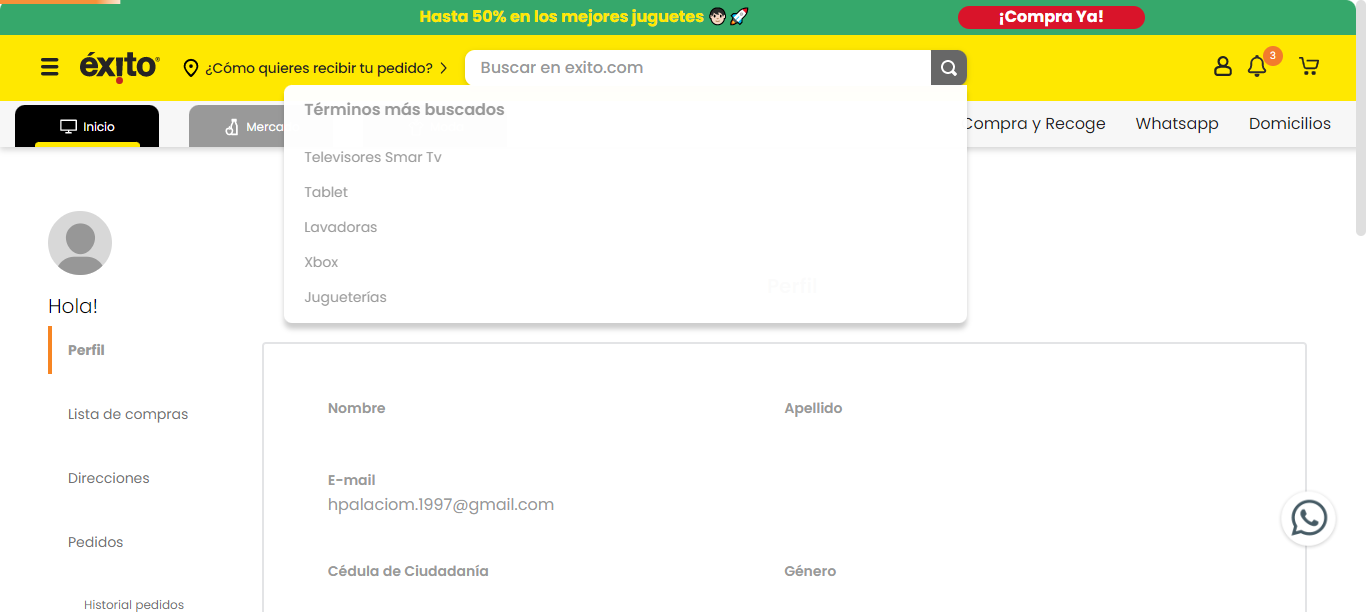 Hasta 50% en los mejores juguetes
¡Compra Ya!
éxito
¿Cómo quieres recibir tu pedido?
Buscar en exito.com
3
Inicio
Términos más buscados
Compra y Recoge
Whatsapp
Domicilios
Televisores Smar Tv
Tablet
Lavadoras
Xbox
Jugueterías
Perfil
Hola!
Perfil
Lista de compras
Direcciones
Pedidos
Historial pedidos
Nombre
Apellido
E-mail
hpalaciom.1997@gmail.com
Cédula de Ciudadanía
Género